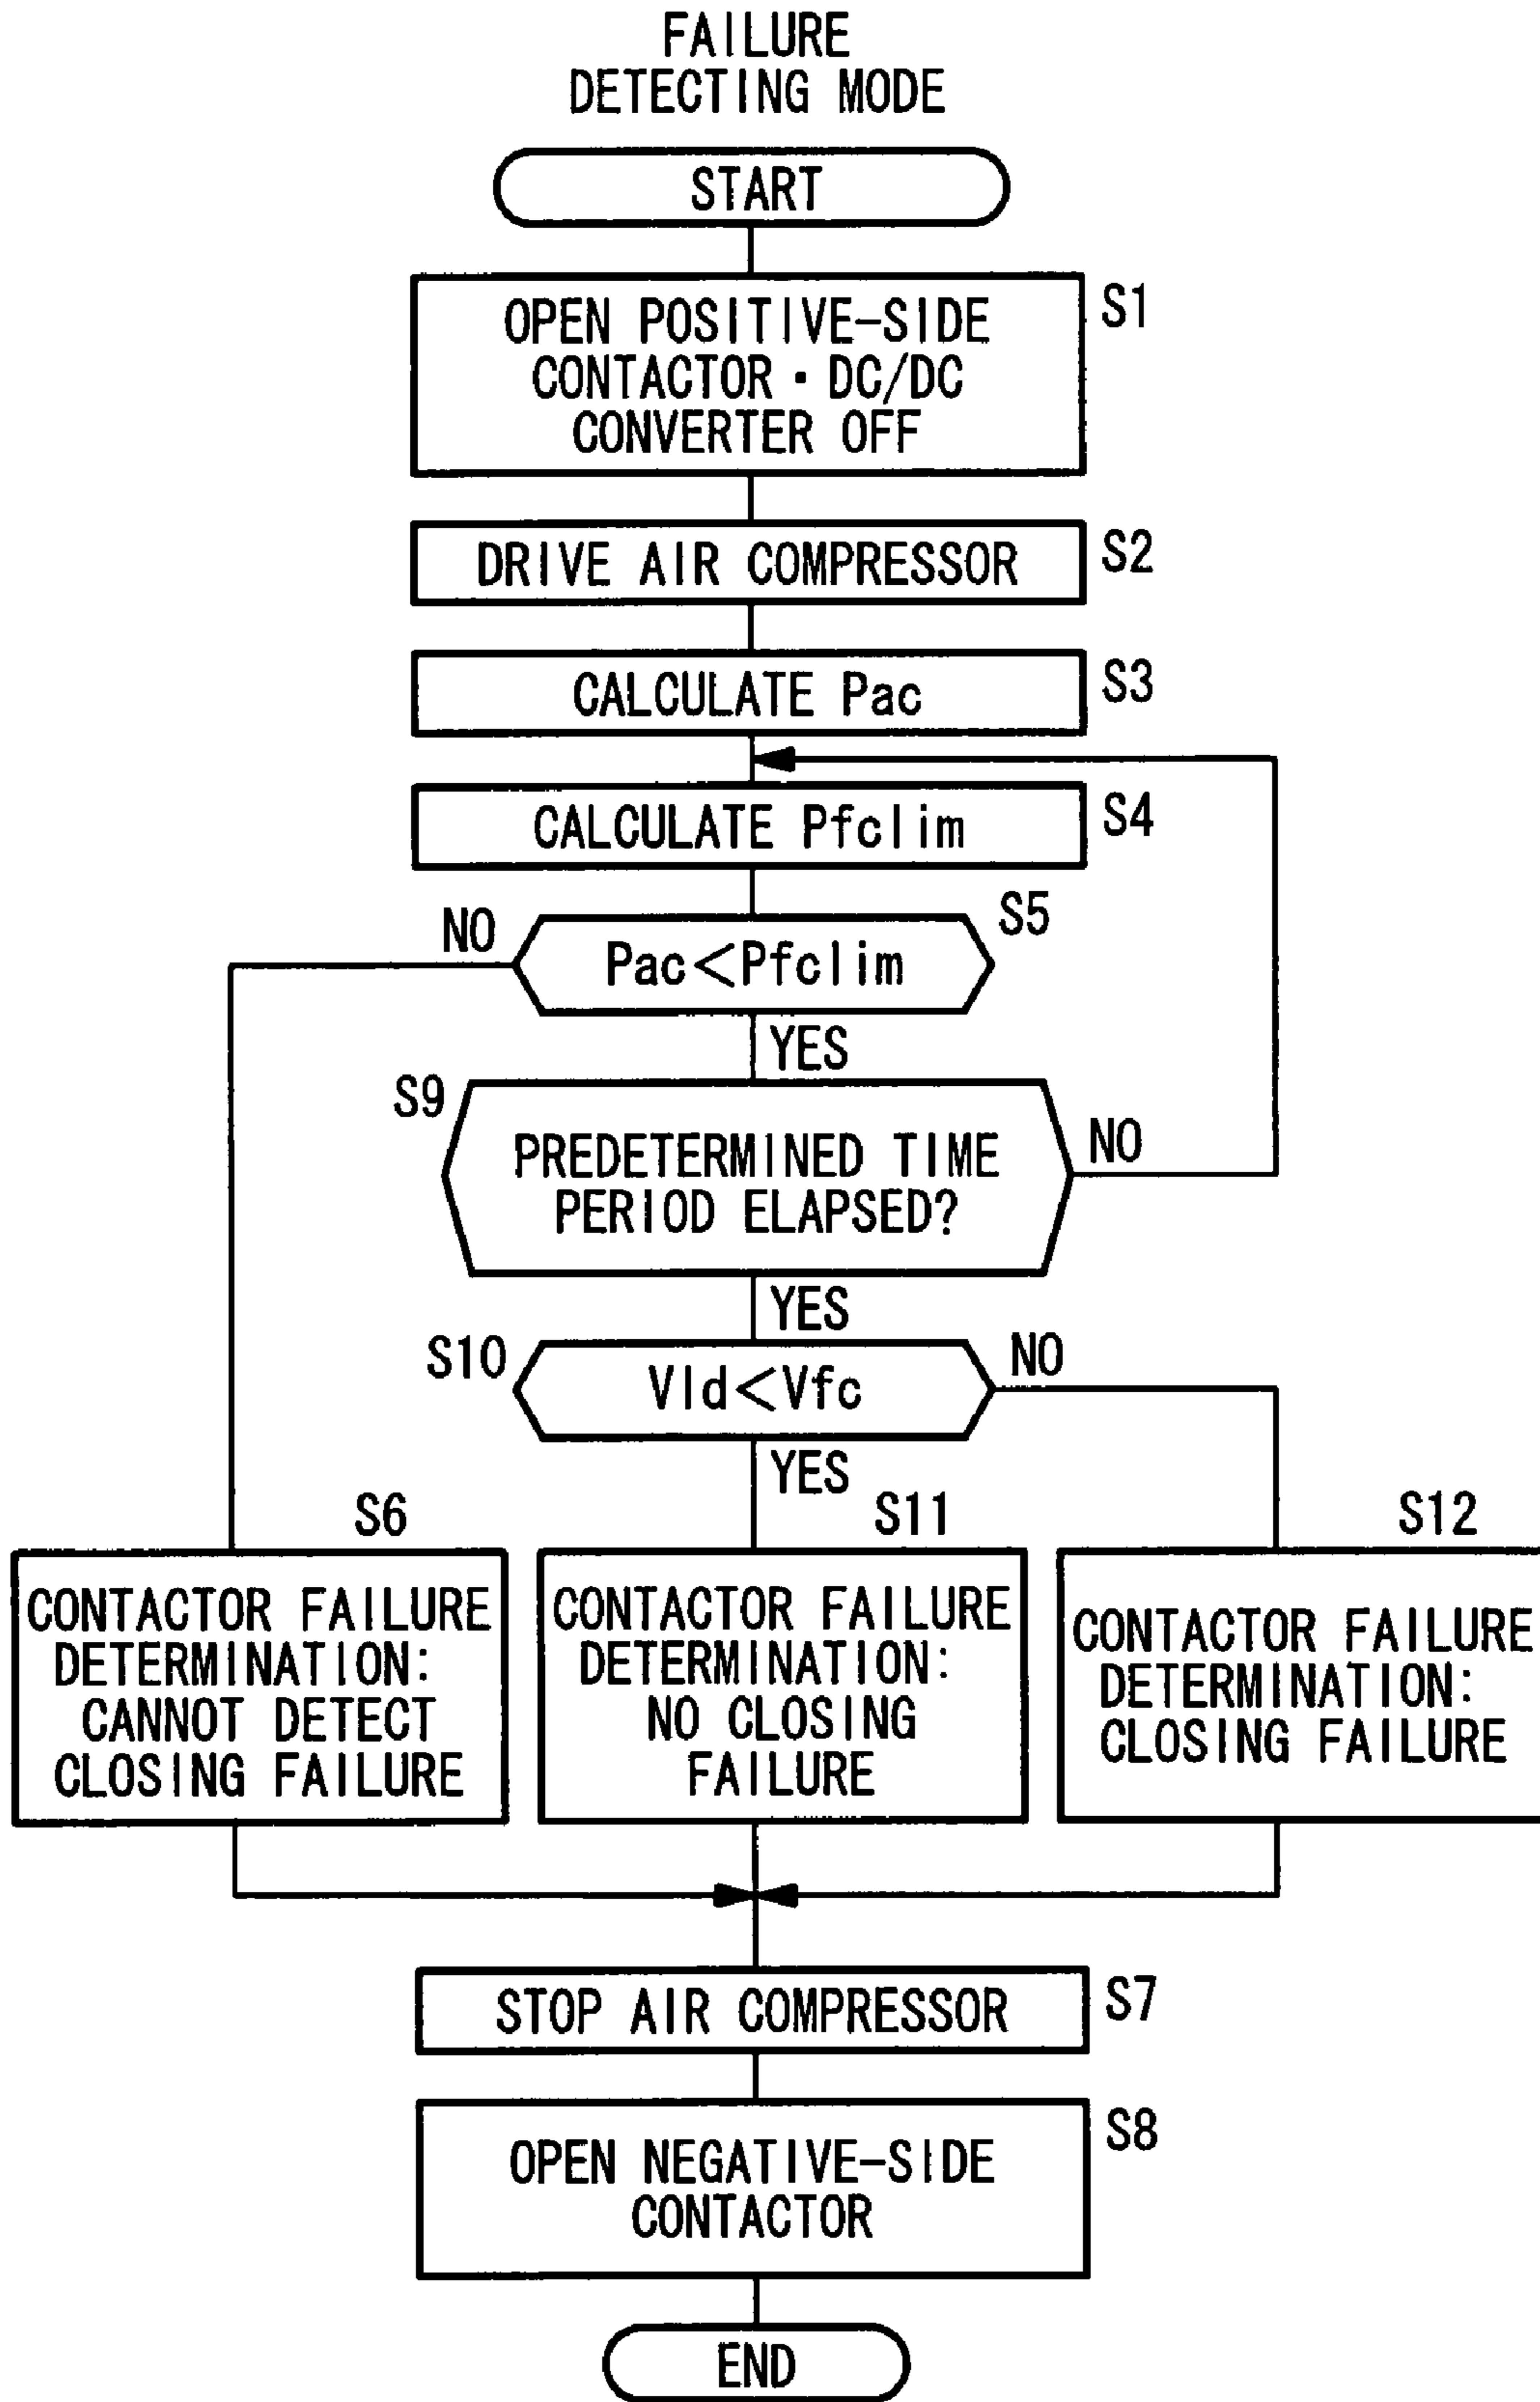 FAILURE
DETECTING MODE
START
OPEN POSITIVE-SIDE
CONTACTOR・DC/DC
CONVERTER OFF
S1
DRIVE AIR COMPRESSOR
S2
CALCULATE Pac
S3
CALCULATE Pfclim
S4
S5
NO
Pac<Pfclim
YES
S9
PREDETERMINED TIME
PERIOD ELAPSED?
NO
YES
S10
Vld<Vfc
NO
YES
S6
CONTACTOR FAILURE
DETERMINATION:
CANNOT DETECT
CLOSING FAILURE
S11
CONTACTOR FAILURE
DETERMINATION:
NO CLOSING
FAILURE
S12
CONTACTOR FAILURE
DETERMINATION:
CLOSING FAILURE
STOP AIR COMPRESSOR
S7
OPEN NEGATIVE-SIDE
CONTACTOR
S8
END